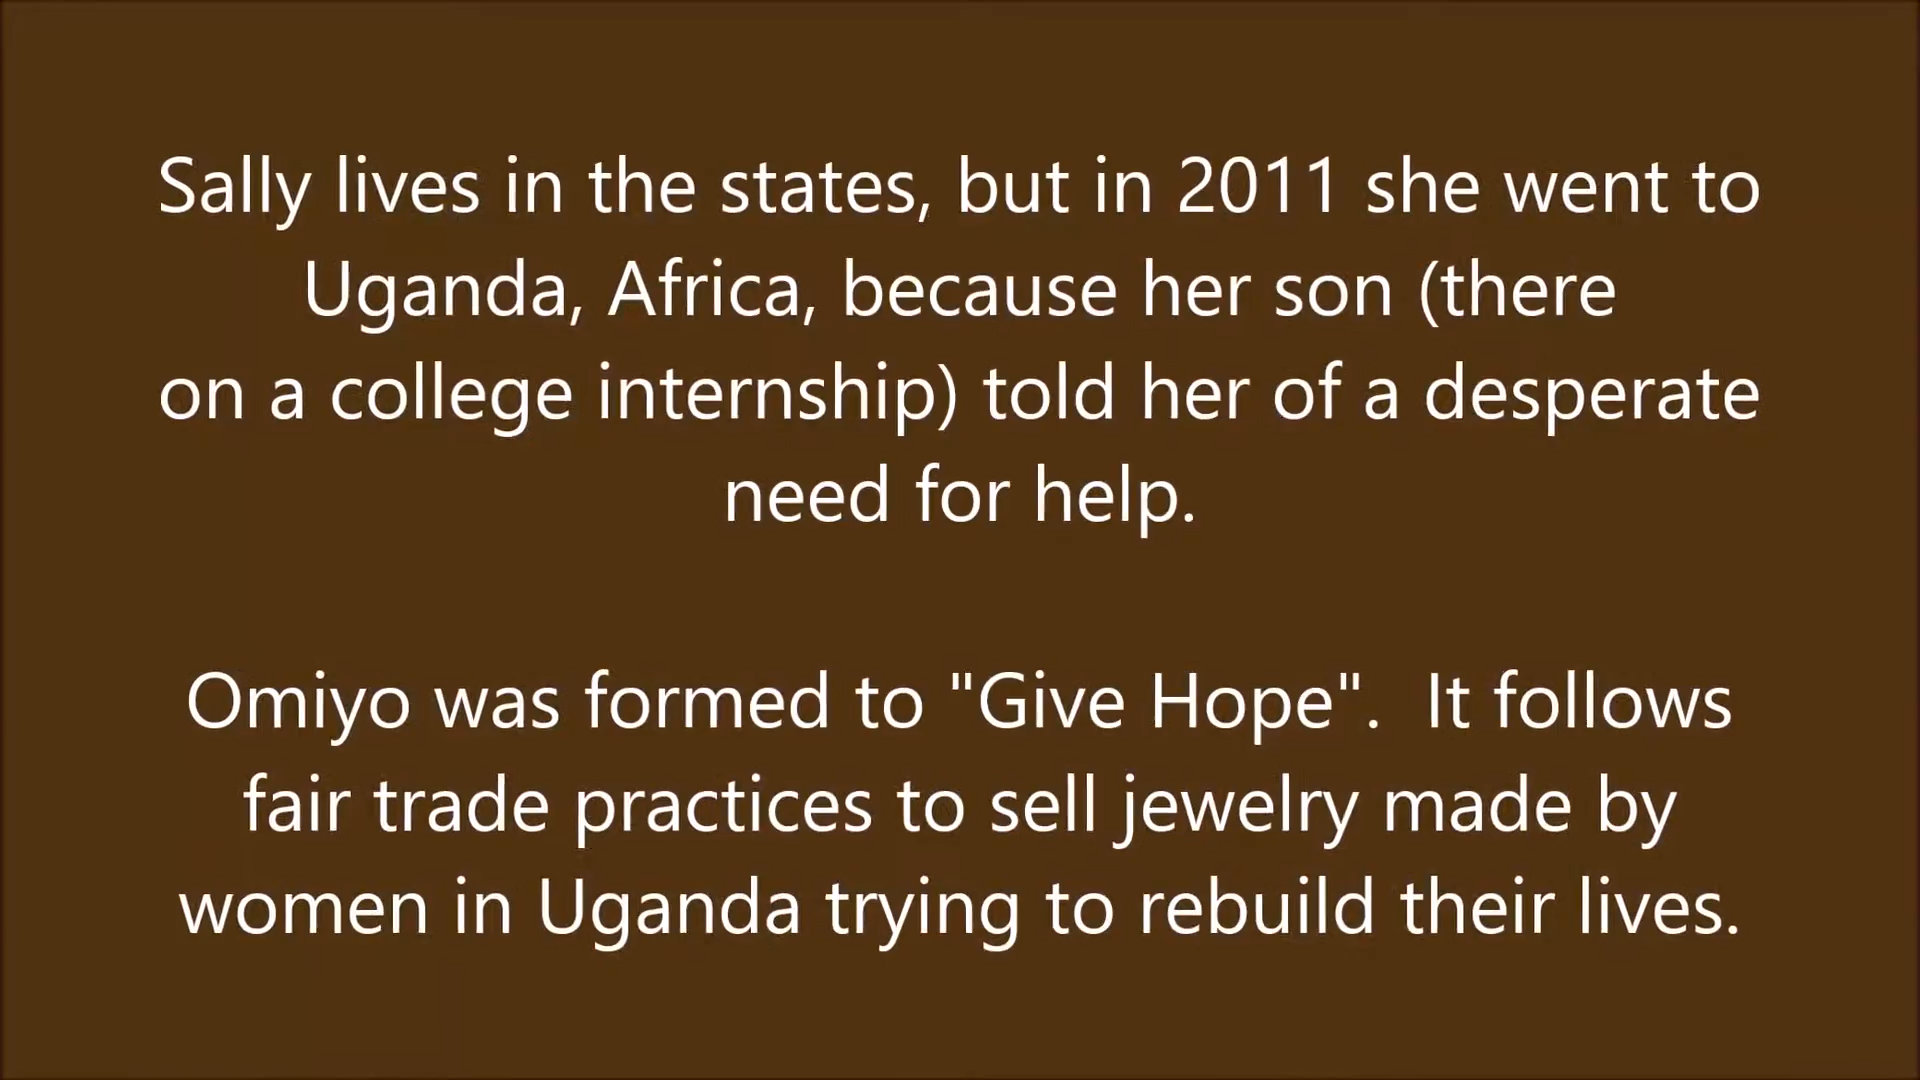 Sally lives in the states, but in 2011 she went to
Uganda, Africa, because her son (there
on a college internship) told her of a desperate
need for help.
Omiyo was formed to "Give Hope".  It follows
fair trade practices to sell jewelry made by
women in Uganda trying to rebuild their lives.